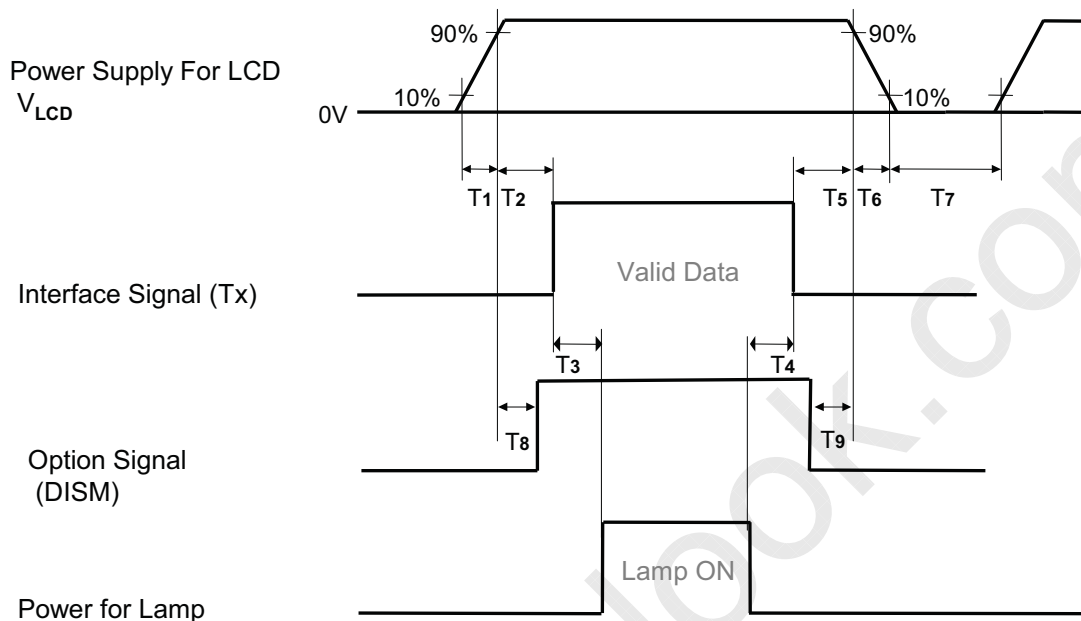 90%
90%
Power Supply For LCD
VLCD
10%
10%
0V
T1
T2
T5
T6
T7
Valid Data
Interface Signal (Tx)
T3
T4
T8
T9
Option Signal
(DISM)
Lamp ON
Power for Lamp